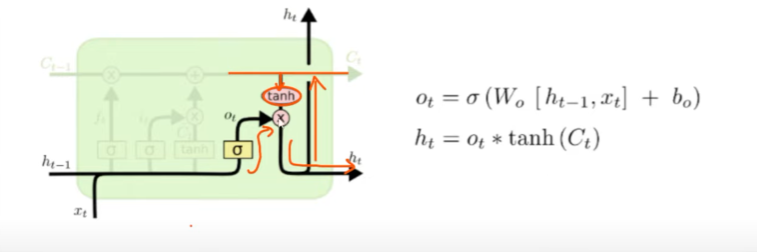 h_t
C_{t-1}
C_t
tanh
f_t
i_t
o_t
C̃_t
σ
σ
tanh
σ
h_{t-1}
h_t
x_t
o_t = σ (W_o [h_{t-1}, x_t] + b_o)
h_t = o_t * tanh (C_t)